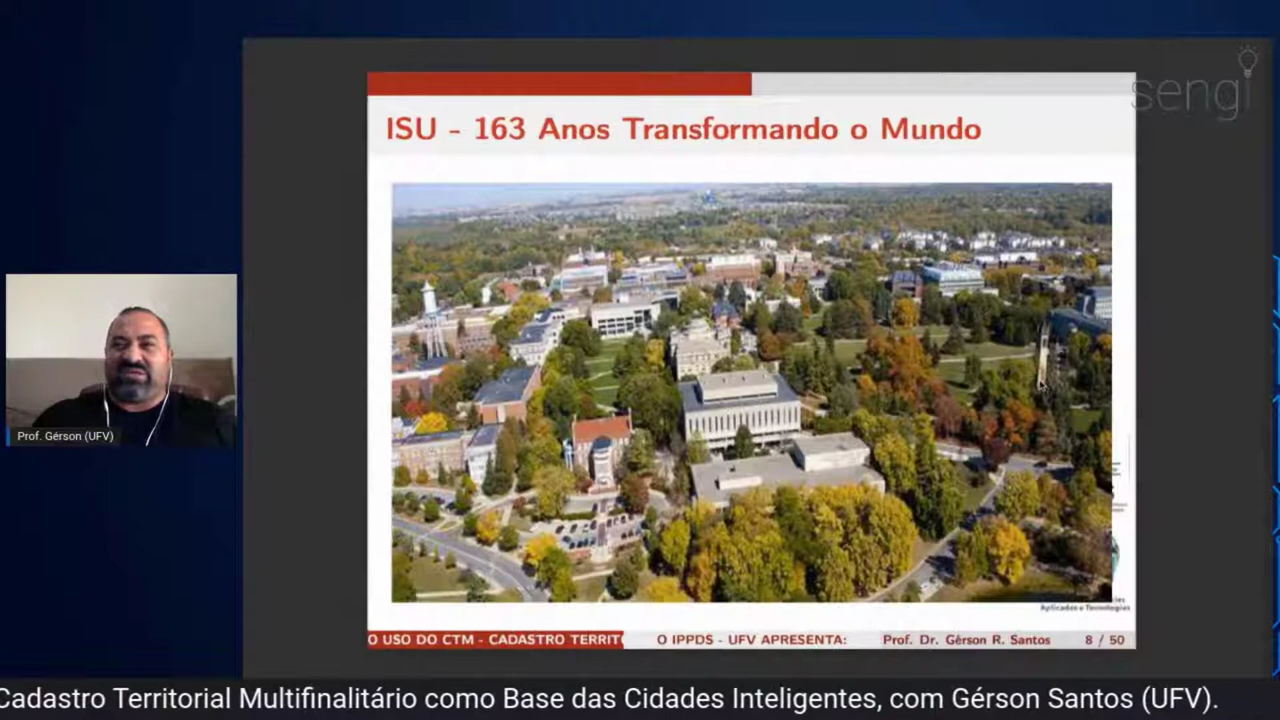 sengi
ISU - 163 Anos Transformando o Mundo
Prof. Gérson (UFV)
Aplicadas e Tecnologias
O USO DO CTM - CADASTRO TERRIT
O IPPDS - UFV APRESENTA:
Prof. Dr. Gérson R. Santos
8 / 50
Cadastro Territorial Multifinalitário como Base das Cidades Inteligentes, com Gérson Santos (UFV).